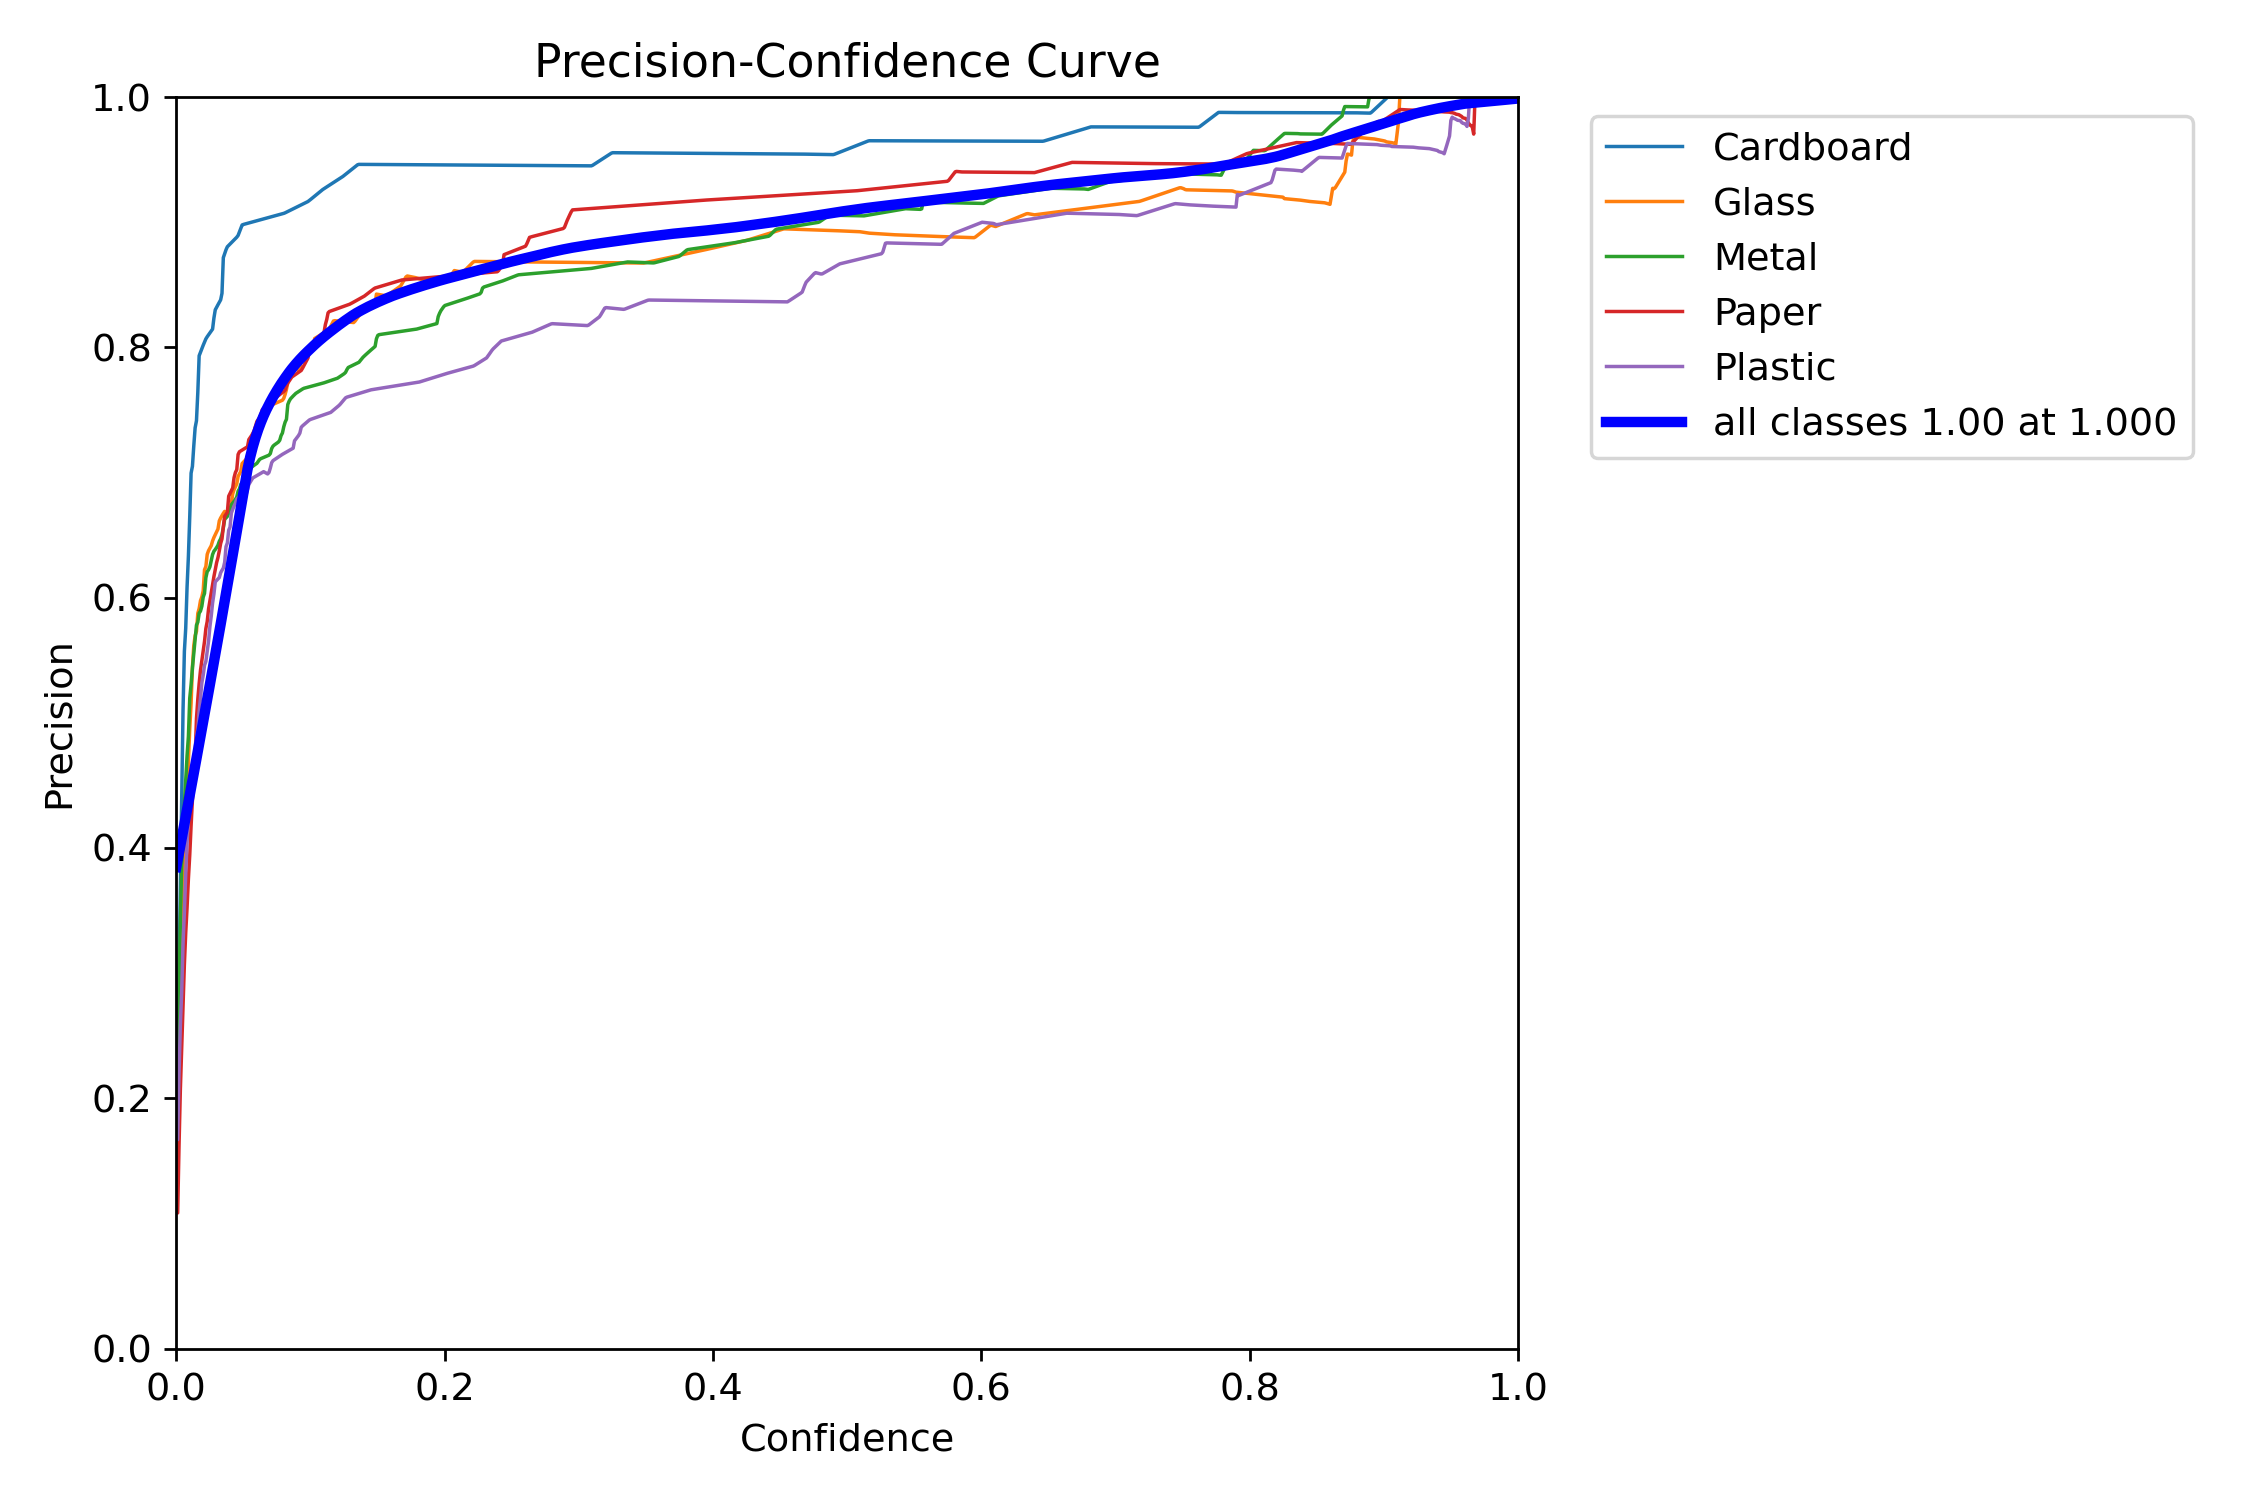 Precision-Confidence Curve
1.0
0.8
0.6
0.4
0.2
0.0
Precision
0.0 0.2 0.4 0.6 0.8 1.0
Confidence
Cardboard
Glass
Metal
Paper
Plastic
all classes 1.00 at 1.000